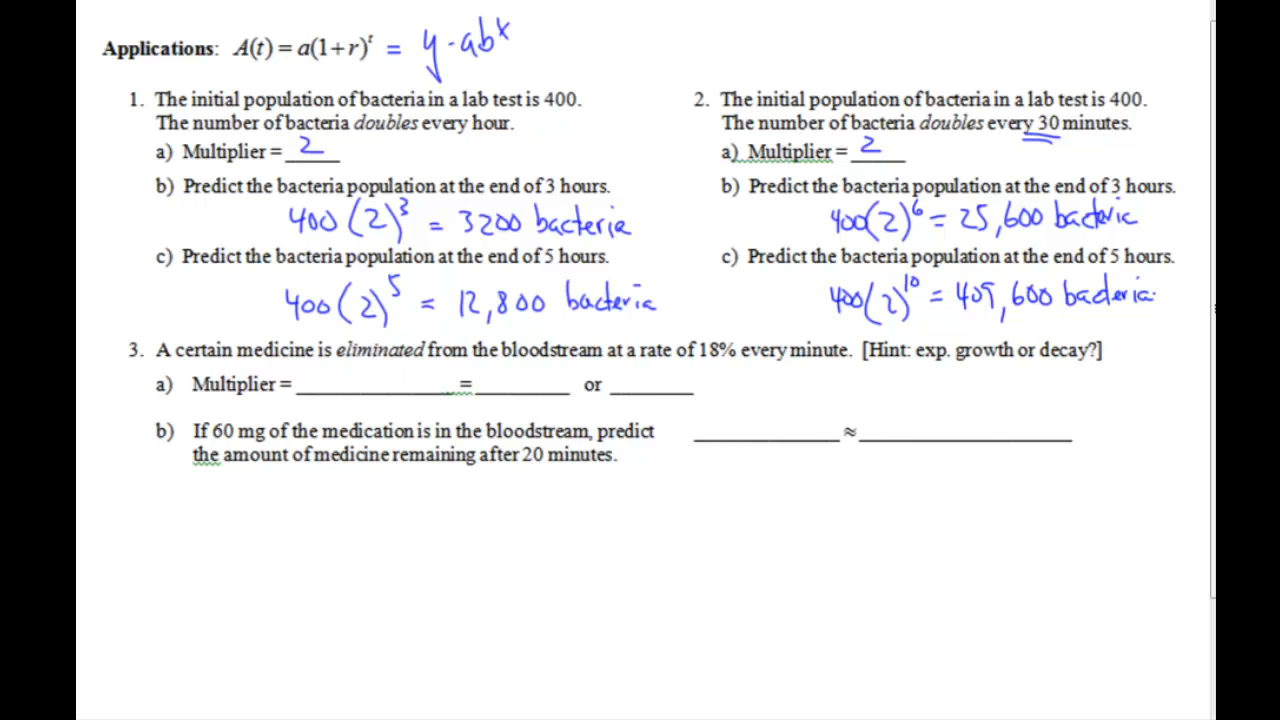 Applications: A(t) = a(1+r)^t = y = ab^x
1. The initial population of bacteria in a lab test is 400.
The number of bacteria doubles every hour.
a) Multiplier = 2
b) Predict the bacteria population at the end of 3 hours.
400(2)^3 = 3200 bacteria
c) Predict the bacteria population at the end of 5 hours.
400(2)^5 = 12,800 bacteria
2. The initial population of bacteria in a lab test is 400.
The number of bacteria doubles every 30 minutes.
a) Multiplier = 2
b) Predict the bacteria population at the end of 3 hours.
400(2)^6 = 25,600 bacteria
c) Predict the bacteria population at the end of 5 hours.
400(2)^10 = 409,600 bacteria.
3. A certain medicine is eliminated from the bloodstream at a rate of 18% every minute. [Hint: exp. growth or decay?]
a) Multiplier = ________________ = _________ or ________
b) If 60 mg of the medication is in the bloodstream, predict ______________ ≈ ____________________
the amount of medicine remaining after 20 minutes.